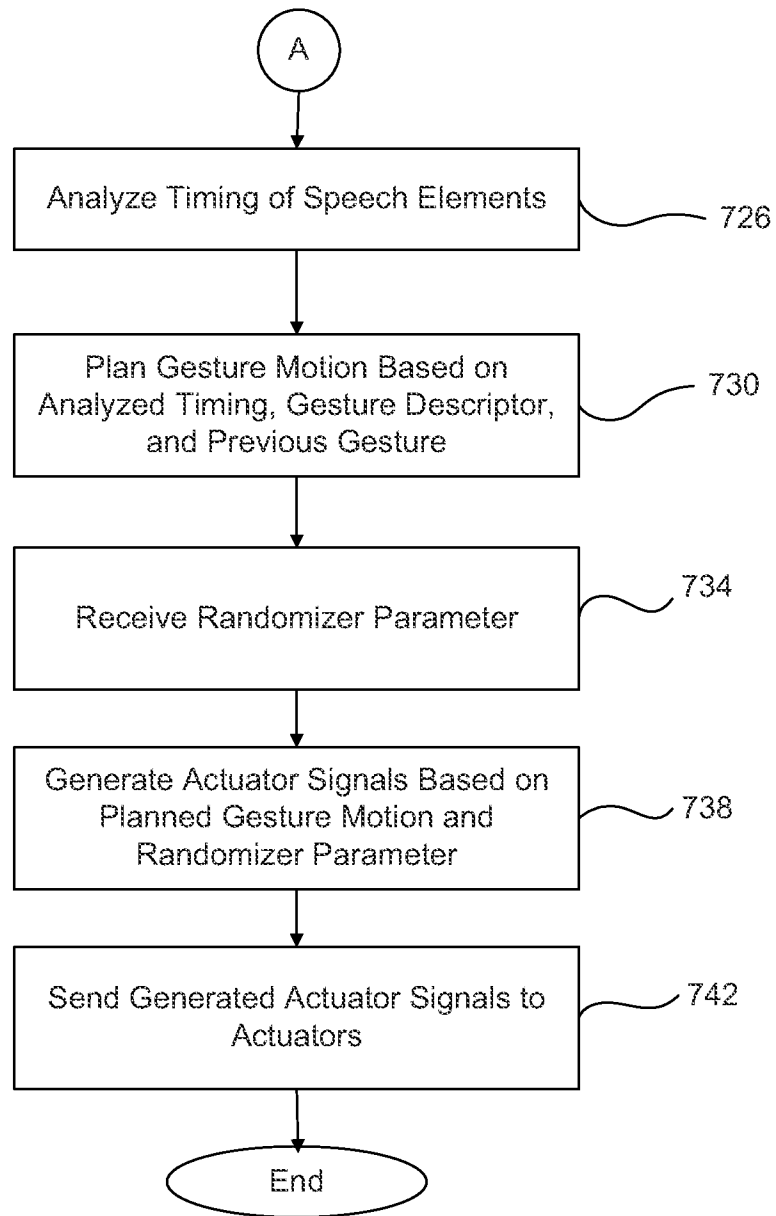 A
Analyze Timing of Speech Elements
726
Plan Gesture Motion Based on
Analyzed Timing, Gesture Descriptor,
and Previous Gesture
730
Receive Randomizer Parameter
734
Generate Actuator Signals Based on
Planned Gesture Motion and
Randomizer Parameter
738
Send Generated Actuator Signals to
Actuators
742
End